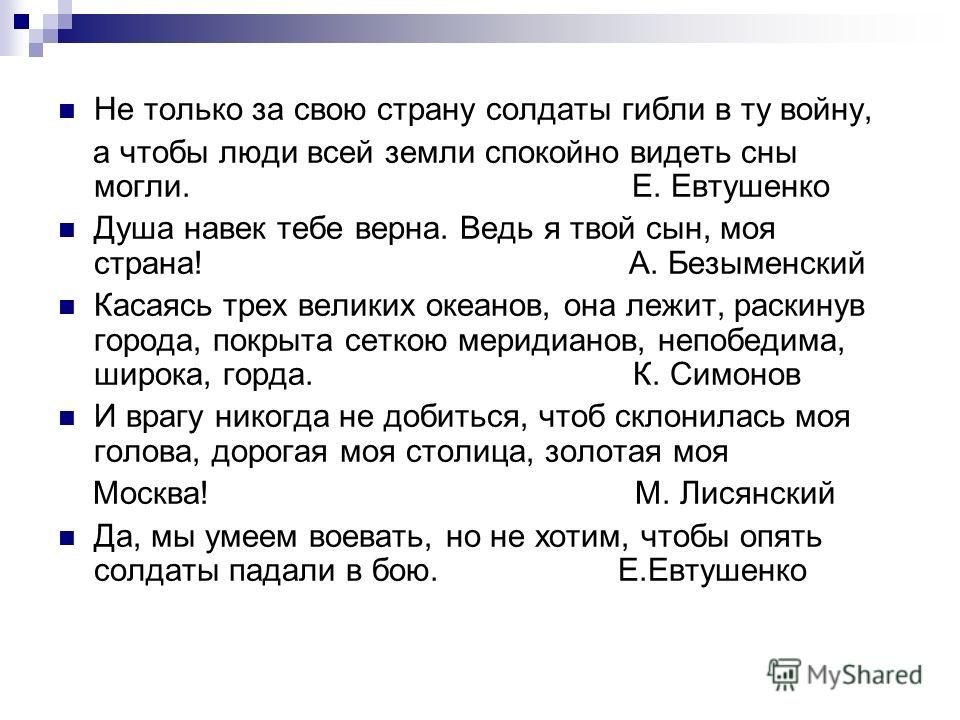 Не только за свою страну солдаты гибли в ту войну,
а чтобы люди всей земли спокойно видеть сны
могли. Е. Евтушенко
Душа навек тебе верна. Ведь я твой сын, моя
страна! А. Безыменский
Касаясь трех великих океанов, она лежит, раскинув
города, покрыта сеткою меридианов, непобедима,
широка, горда. К. Симонов
И врагу никогда не добиться, чтоб склонилась моя
голова, дорогая моя столица, золотая моя
Москва! М. Лисянский
Да, мы умеем воевать, но не хотим, чтобы опять
солдаты падали в бою. Е.Евтушенко
MyShared